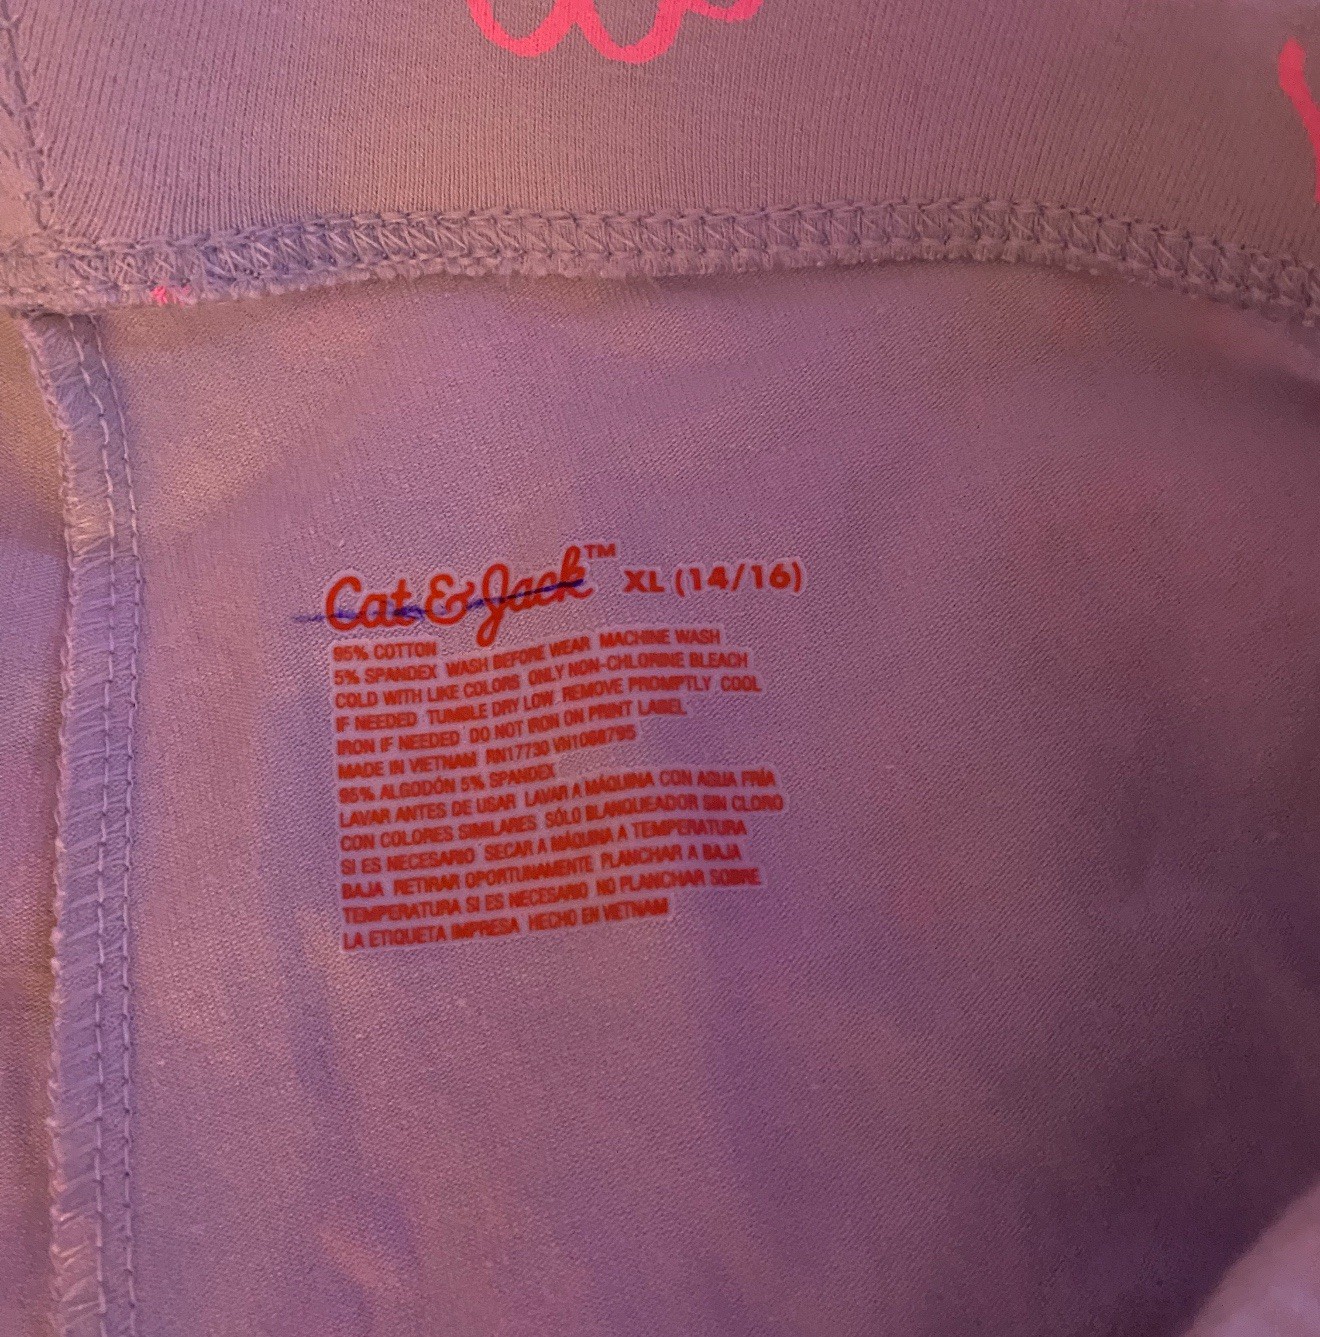 Cat & Jack™ XL (14/16)
95% COTTON
5% SPANDEX WASH BEFORE WEAR MACHINE WASH
COLD WITH LIKE COLORS ONLY NON-CHLORINE BLEACH
IF NEEDED TUMBLE DRY LOW REMOVE PROMPTLY COOL
IRON IF NEEDED DO NOT IRON ON PRINT LABEL
MADE IN VIETNAM RN17730 VN1088795
95% ALGODÓN 5% SPANDEX
LAVAR ANTES DE USAR LAVAR A MÁQUINA CON AGUA FRÍA
CON COLORES SIMILARES SÓLO BLANQUEADOR SIN CLORO
SI ES NECESARIO SECAR A MÁQUINA A TEMPERATURA
BAJA RETIRAR OPORTUNAMENTE PLANCHAR A BAJA
TEMPERATURA SI ES NECESARIO NO PLANCHAR SOBRE
LA ETIQUETA IMPRESA HECHO EN VIETNAM